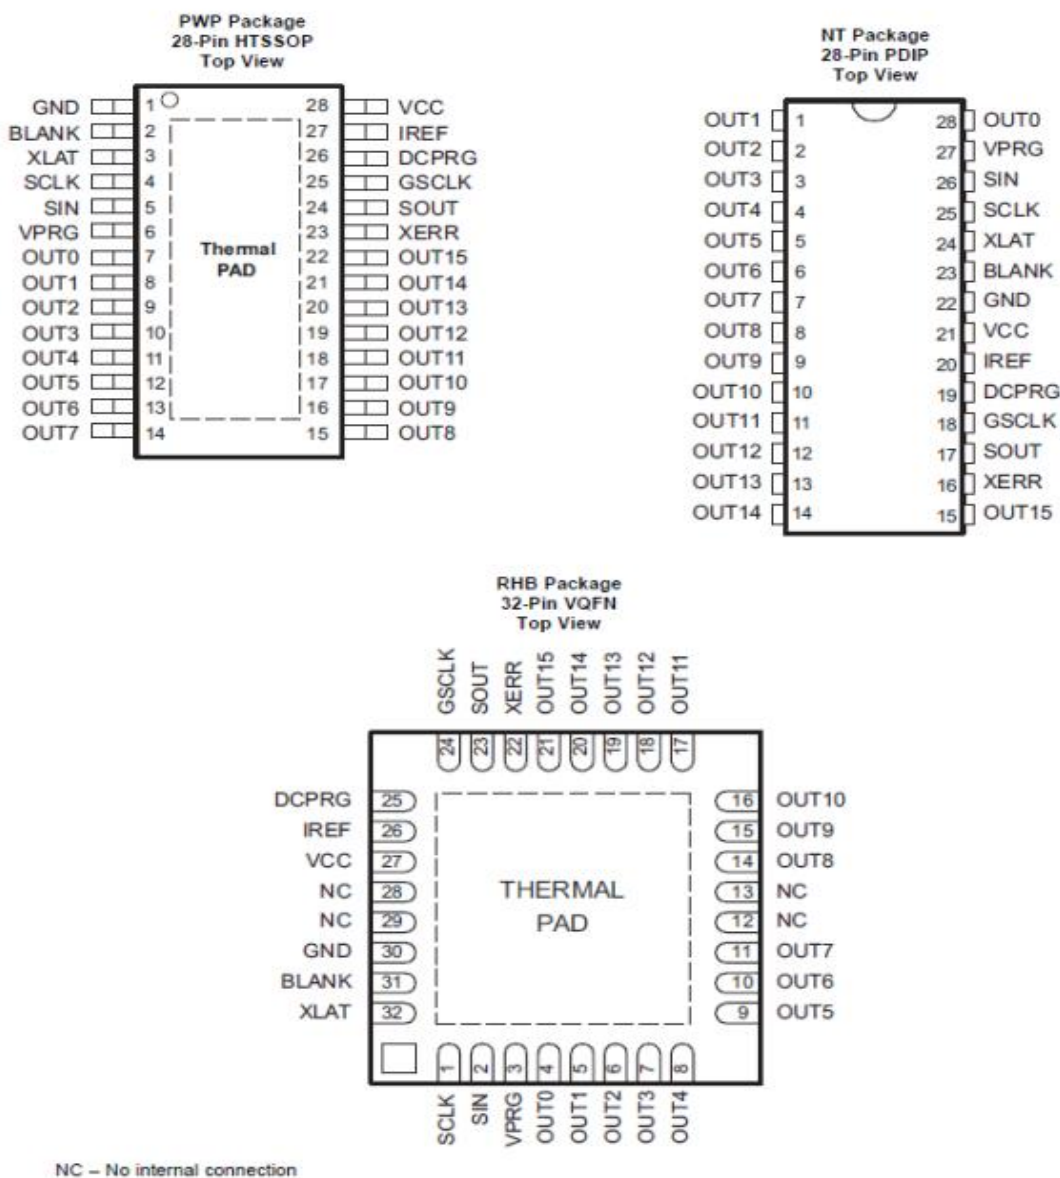 PWP Package
28-Pin HTSSOP
Top View
GND 1 28 VCC
BLANK 2 27 IREF
XLAT 3 26 DCPRG
SCLK 4 25 GSCLK
SIN 5 24 SOUT
VPRG 6 23 XERR
OUT0 7 22 OUT15
OUT1 8 21 OUT14
OUT2 9 20 OUT13
OUT3 10 19 OUT12
OUT4 11 18 OUT11
OUT5 12 17 OUT10
OUT6 13 16 OUT9
OUT7 14 15 OUT8
Thermal
PAD
NT Package
28-Pin PDIP
Top View
OUT1 1 28 OUT0
OUT2 2 27 VPRG
OUT3 3 26 SIN
OUT4 4 25 SCLK
OUT5 5 24 XLAT
OUT6 6 23 BLANK
OUT7 7 22 GND
OUT8 8 21 VCC
OUT9 9 20 IREF
OUT10 10 19 DCPRG
OUT11 11 18 GSCLK
OUT12 12 17 SOUT
OUT13 13 16 XERR
OUT14 14 15 OUT15
RHB Package
32-Pin VQFN
Top View
GSCLK SOUT XERR OUT15 OUT14 OUT13 OUT12 OUT11
24 23 22 21 20 19 18 17
DCPRG 25 16 OUT10
IREF 26 15 OUT9
VCC 27 14 OUT8
NC 28 13 NC
NC 29 12 NC
GND 30 11 OUT7
BLANK 31 10 OUT6
XLAT 32 9 OUT5
THERMAL
PAD
1 2 3 4 5 6 7 8
SCLK SIN VPRG OUT0 OUT1 OUT2 OUT3 OUT4
NC – No internal connection